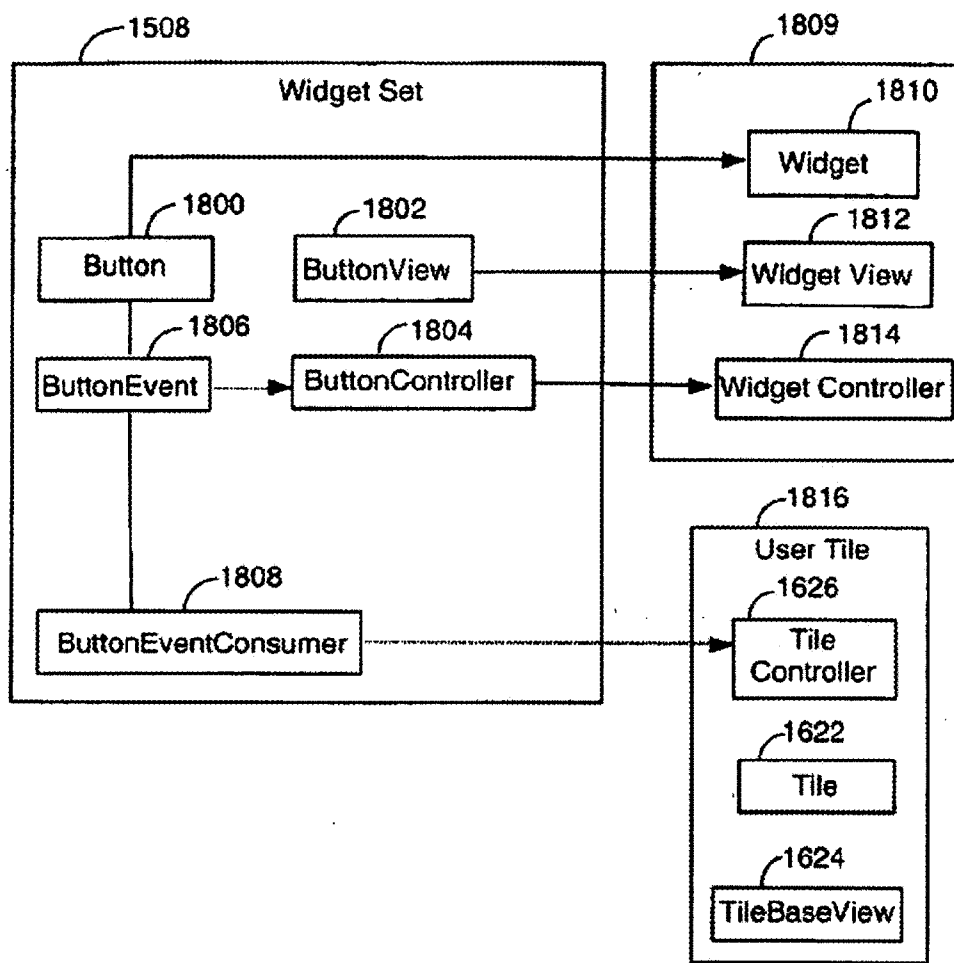 1508
1809
Widget Set
1810
Widget
1800
1802
1812
Button
ButtonView
Widget View
1806
1804
1814
ButtonEvent
ButtonController
Widget Controller
1816
User Tile
1808
1626
ButtonEventConsumer
Tile
Controller
1622
Tile
1624
TileBaseView